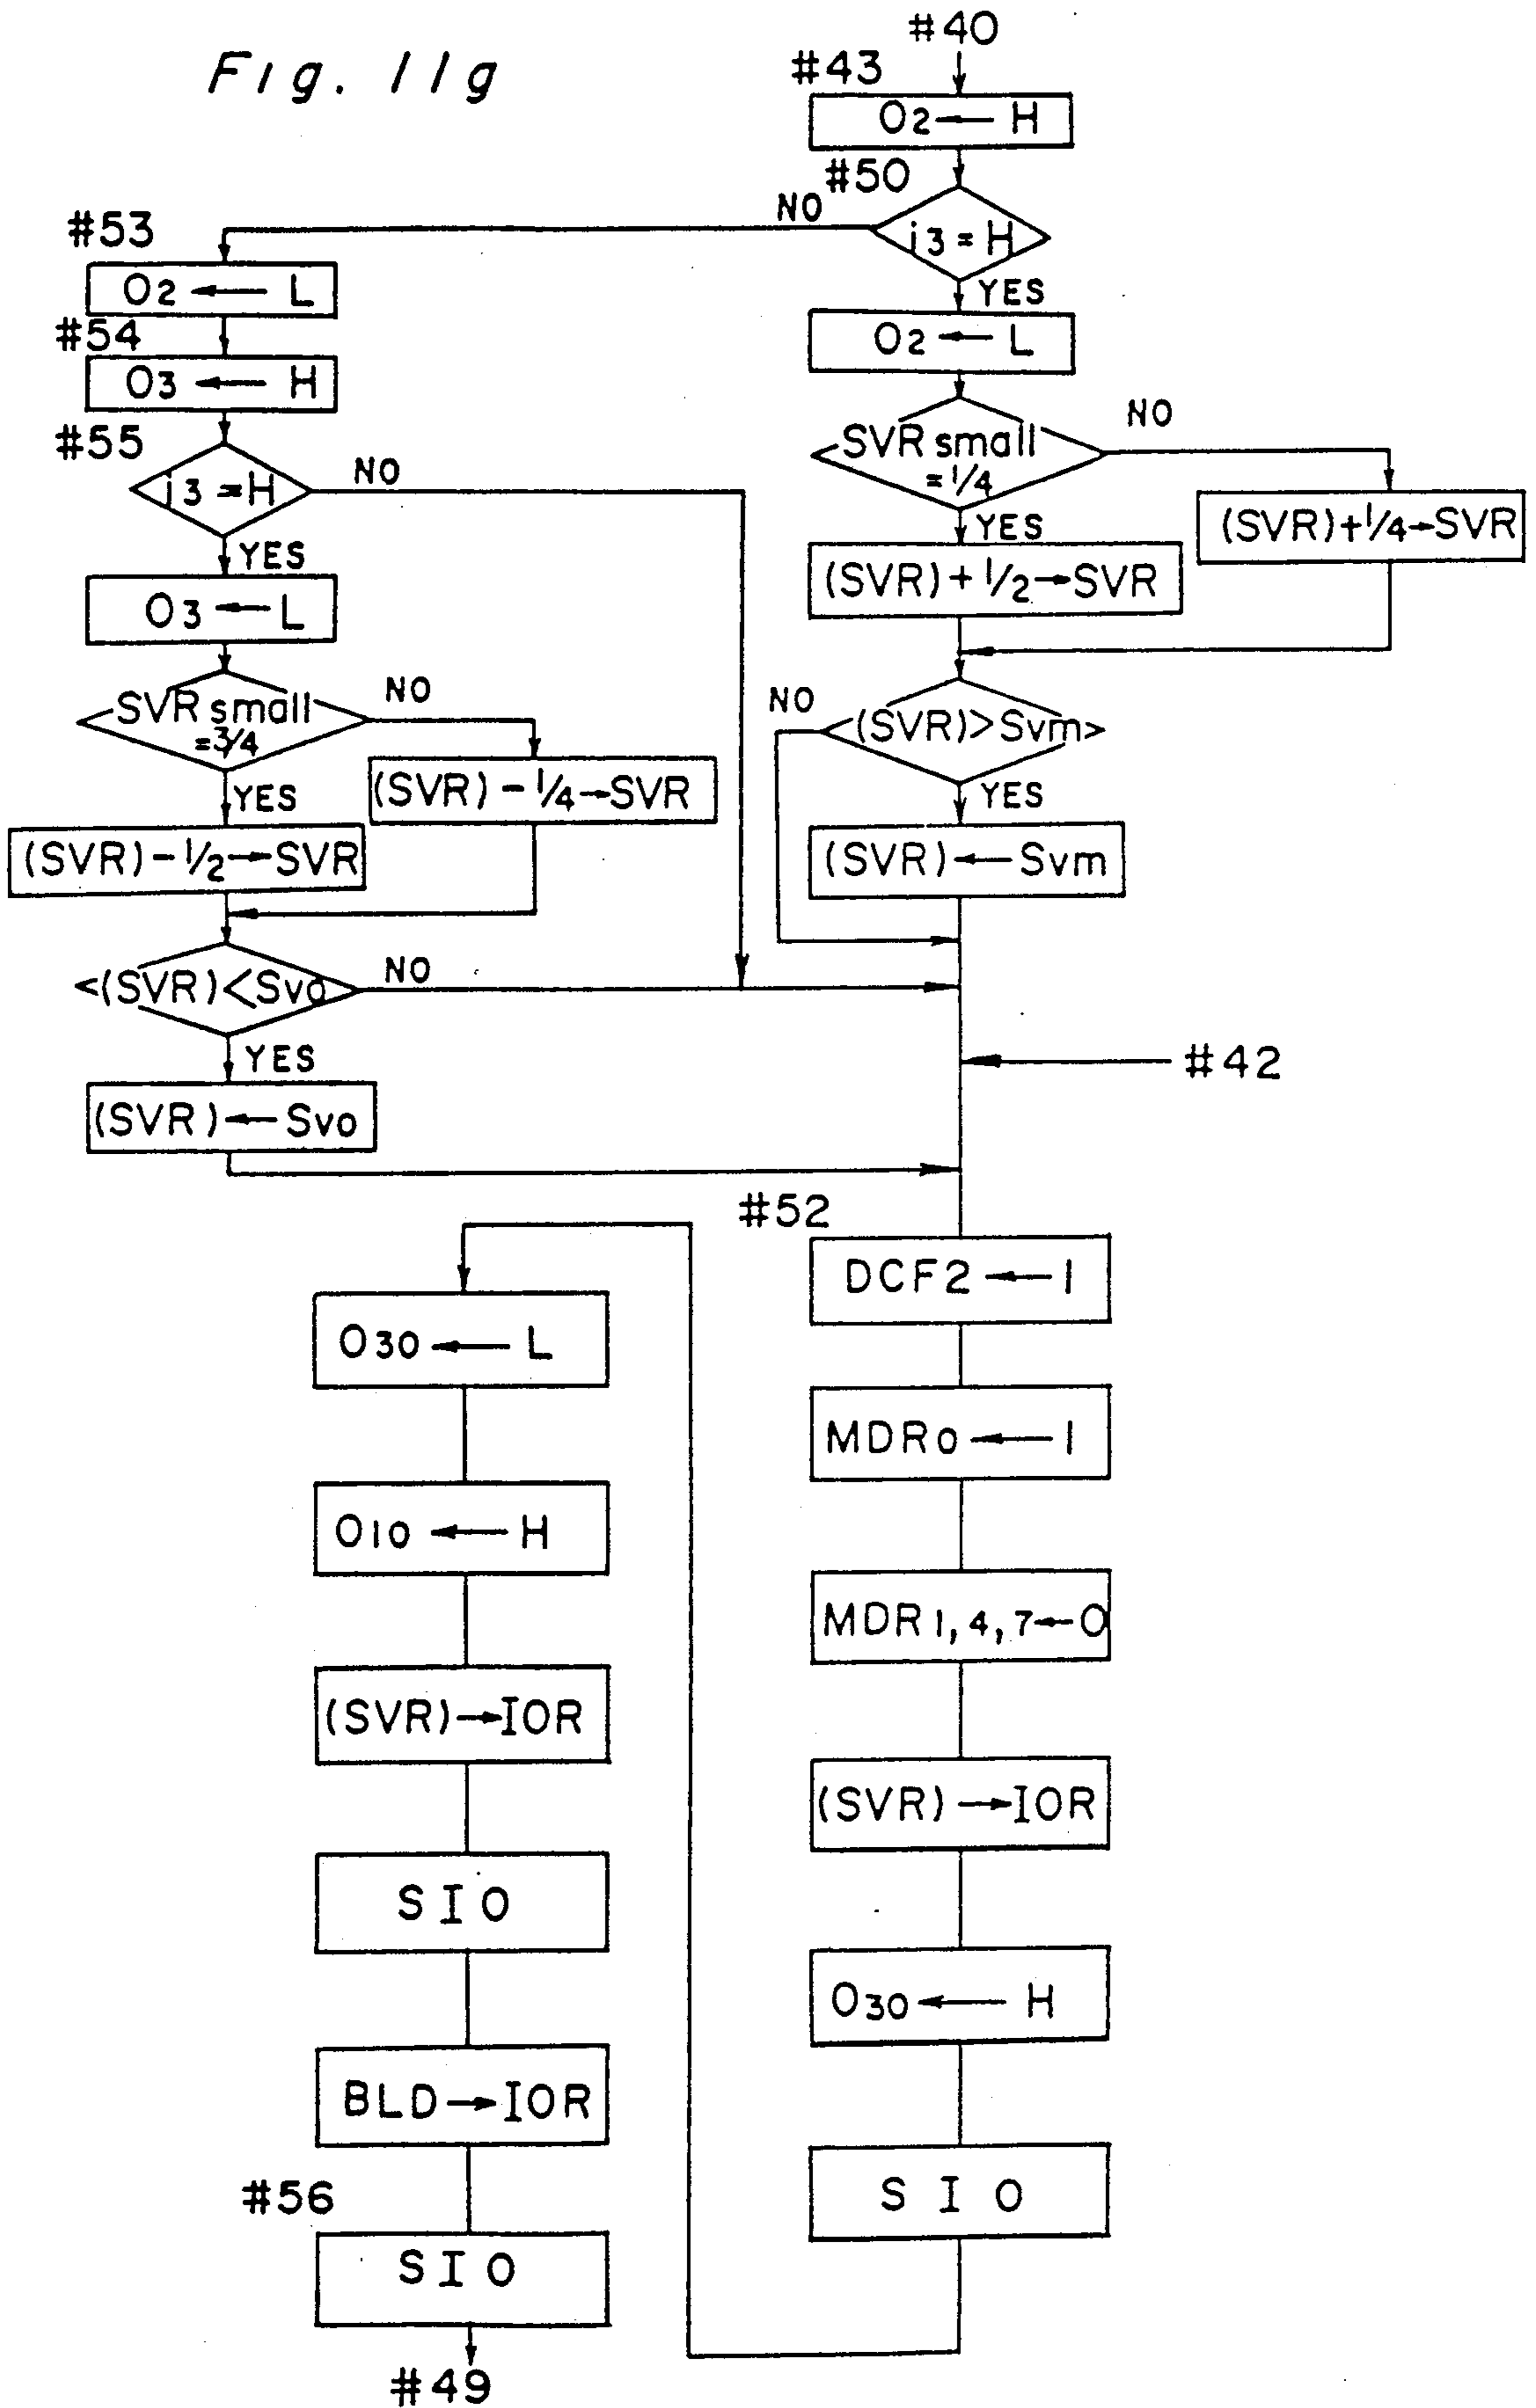 Fig. 11g
#40
#43
O2 ← H
#50
i3 = H
NO
YES
O2 ← L
SVR small
= 1/4
NO
YES
(SVR) + 1/4 → SVR
(SVR) + 1/2 → SVR
<(SVR) > Svm>
NO
YES
(SVR) ← Svm
#53
O2 ← L
#54
O3 ← H
#55
i3 = H
NO
YES
O3 ← L
SVR small
= 3/4
NO
YES
(SVR) - 1/4 → SVR
(SVR) - 1/2 → SVR
<(SVR) < Svo
NO
YES
(SVR) ← Svo
#42
#52
DCF2 ← 1
MDR0 ← 1
MDR1, 4, 7 ← 0
(SVR) → IOR
O30 ← H
SIO
O30 ← L
O10 ← H
(SVR) → IOR
SIO
BLD → IOR
#56
SIO
#49